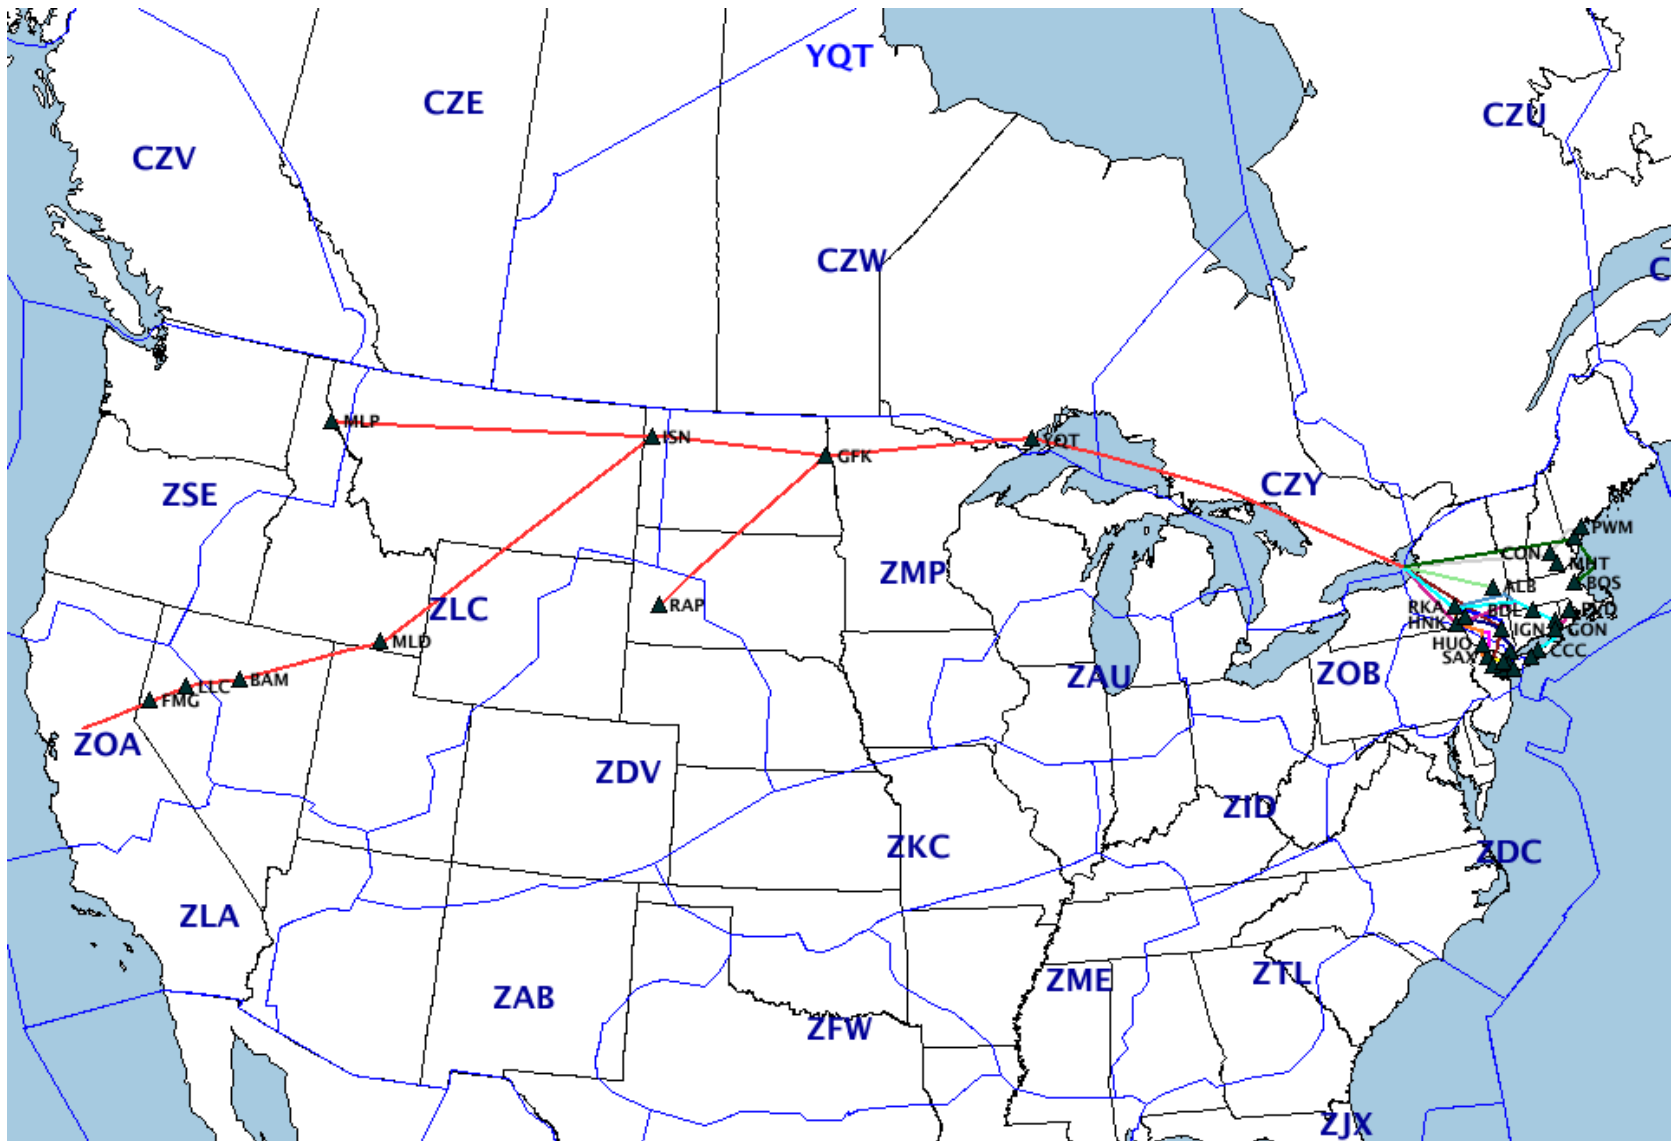 YQT
CZE
CZU
CZV
CZW
C
MLP
ISN
YQT
GFK
CZY
ZSE
PWM
CON
MHT
ZMP
BOS
ALB
RAP
ZLC
RKA
BDL
HNK
IGN
GON
MLD
HUO
CCC
SAX
ZAU
ZOB
BAM
LLC
FMG
ZOA
ZDV
ZID
ZKC
ZDC
ZLA
ZME
ZTL
ZAB
ZFW
ZJX